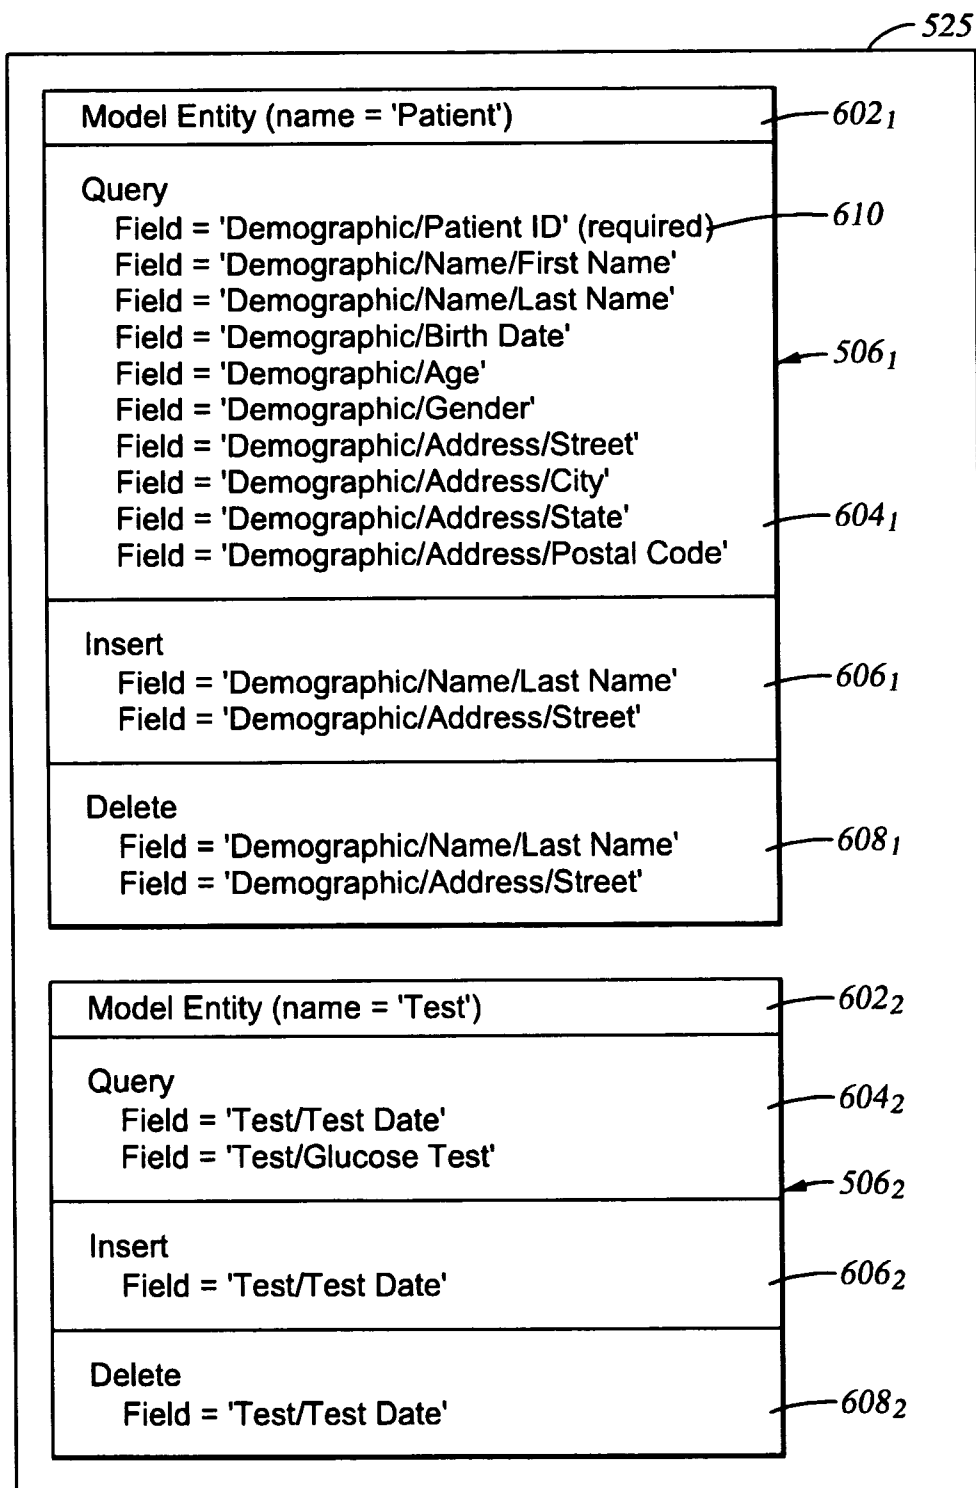 525
Model Entity (name = 'Patient') 602₁
Query
Field = 'Demographic/Patient ID' (required) 610
Field = 'Demographic/Name/First Name'
Field = 'Demographic/Name/Last Name'
Field = 'Demographic/Birth Date'
Field = 'Demographic/Age' 506₁
Field = 'Demographic/Gender'
Field = 'Demographic/Address/Street'
Field = 'Demographic/Address/City'
Field = 'Demographic/Address/State' 604₁
Field = 'Demographic/Address/Postal Code'
Insert
Field = 'Demographic/Name/Last Name' 606₁
Field = 'Demographic/Address/Street'
Delete
Field = 'Demographic/Name/Last Name' 608₁
Field = 'Demographic/Address/Street'
Model Entity (name = 'Test') 602₂
Query
Field = 'Test/Test Date' 604₂
Field = 'Test/Glucose Test'
506₂
Insert
Field = 'Test/Test Date' 606₂
Delete
Field = 'Test/Test Date' 608₂